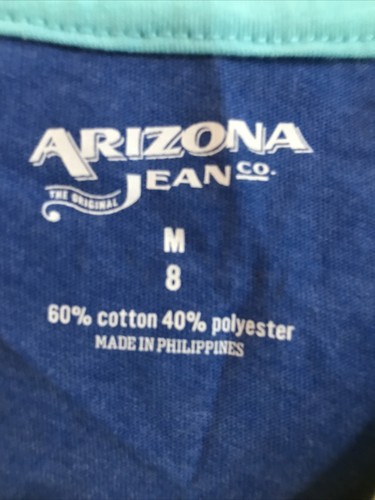 ARIZONA
JEAN CO.
THE ORIGINAL
M
8
60% cotton 40% polyester
MADE IN PHILIPPINES